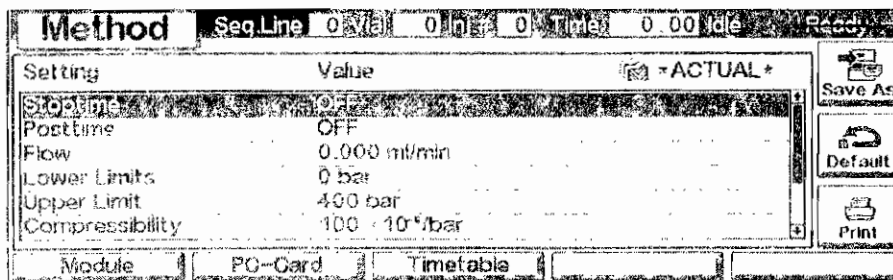 Method Seq.Line 0 Vial 0 Inj # 0 Time 0.00 Idle Ready
Setting Value *ACTUAL*
Save As
Stoptime OFF
Posttime OFF
Flow 0.000 ml/min
Default
Lower Limits 0 bar
Upper Limit 400 bar
Compressibility 100 · 10⁻⁶/bar
Print
Module PC-Card Timetable